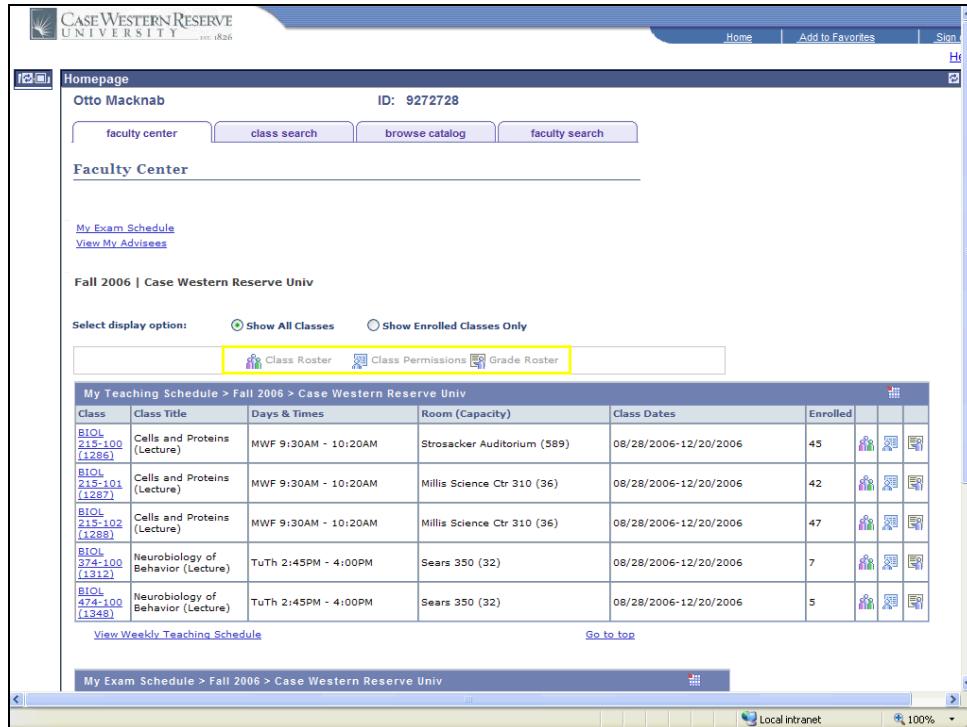 CASE WESTERN RESERVE
UNIVERSITY EST. 1826
Home Add to Favorites Sign
He
Homepage
Otto Macknab ID: 9272728
faculty center class search browse catalog faculty search
Faculty Center
My Exam Schedule
View My Advisees
Fall 2006 | Case Western Reserve Univ
Select display option: Show All Classes Show Enrolled Classes Only
Class Roster Class Permissions Grade Roster
My Teaching Schedule > Fall 2006 > Case Western Reserve Univ
Class Class Title Days & Times Room (Capacity) Class Dates Enrolled
BIOL 215-100 (1286) Cells and Proteins (Lecture) MWF 9:30AM - 10:20AM Strosacker Auditorium (589) 08/28/2006-12/20/2006 45
BIOL 215-101 (1287) Cells and Proteins (Lecture) MWF 9:30AM - 10:20AM Millis Science Ctr 310 (36) 08/28/2006-12/20/2006 42
BIOL 215-102 (1288) Cells and Proteins (Lecture) MWF 9:30AM - 10:20AM Millis Science Ctr 310 (36) 08/28/2006-12/20/2006 47
BIOL 374-100 (1312) Neurobiology of Behavior (Lecture) TuTh 2:45PM - 4:00PM Sears 350 (32) 08/28/2006-12/20/2006 7
BIOL 474-100 (1348) Neurobiology of Behavior (Lecture) TuTh 2:45PM - 4:00PM Sears 350 (32) 08/28/2006-12/20/2006 5
View Weekly Teaching Schedule Go to top
My Exam Schedule > Fall 2006 > Case Western Reserve Univ
Local intranet 100%